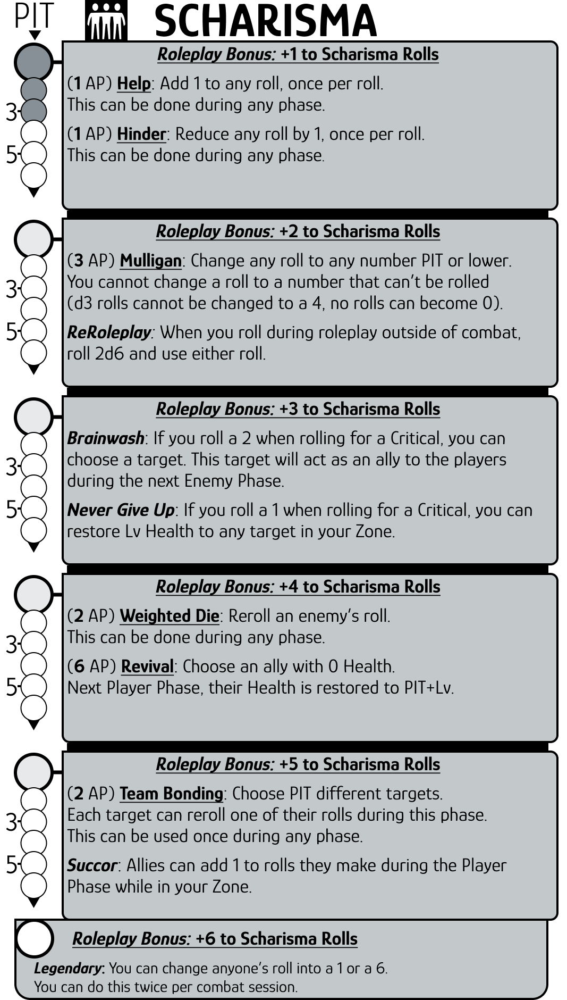 PIT
SCHARISMA
Roleplay Bonus: +1 to Scharisma Rolls
(1 AP) Help: Add 1 to any roll, once per roll.
This can be done during any phase.
3
(1 AP) Hinder: Reduce any roll by 1, once per roll.
5
This can be done during any phase.
Roleplay Bonus: +2 to Scharisma Rolls
(3 AP) Mulligan: Change any roll to any number PIT or lower.
You cannot change a roll to a number that can't be rolled
3
(d3 rolls cannot be changed to a 4, no rolls can become 0).
5
ReRoleplay: When you roll during roleplay outside of combat,
roll 2d6 and use either roll.
Roleplay Bonus: +3 to Scharisma Rolls
Brainwash: If you roll a 2 when rolling for a Critical, you can
choose a target. This target will act as an ally to the players
3
during the next Enemy Phase.
5
Never Give Up: If you roll a 1 when rolling for a Critical, you can
restore Lv Health to any target in your Zone.
Roleplay Bonus: +4 to Scharisma Rolls
(2 AP) Weighted Die: Reroll an enemy's roll.
This can be done during any phase.
3
(6 AP) Revival: Choose an ally with 0 Health.
5
Next Player Phase, their Health is restored to PIT+Lv.
Roleplay Bonus: +5 to Scharisma Rolls
(2 AP) Team Bonding: Choose PIT different targets.
Each target can reroll one of their rolls during this phase.
3
This can be used once during any phase.
5
Succor: Allies can add 1 to rolls they make during the Player
Phase while in your Zone.
Roleplay Bonus: +6 to Scharisma Rolls
Legendary: You can change anyone's roll into a 1 or a 6.
You can do this twice per combat session.